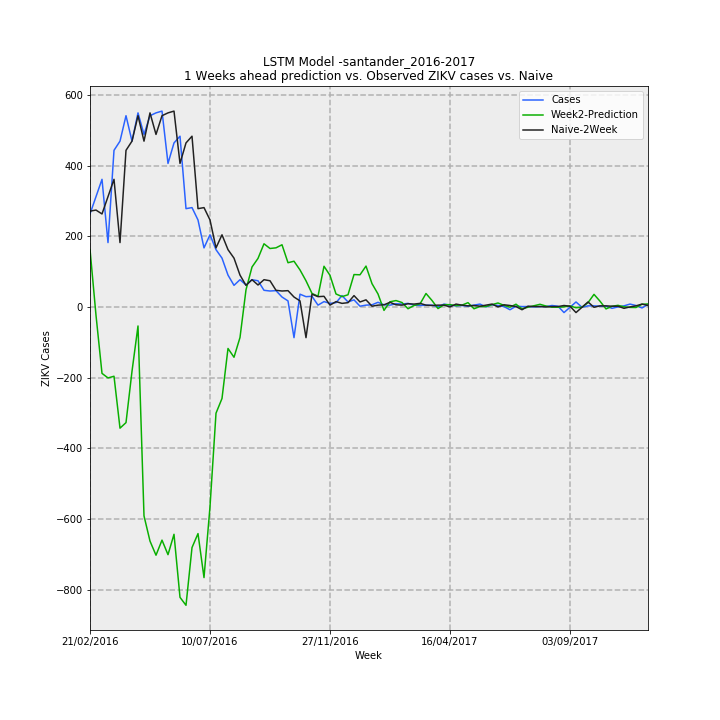 LSTM Model -santander_2016-2017
1 Weeks ahead prediction vs. Observed ZIKV cases vs. Naive
Cases
Week2-Prediction
Naive-2Week
600
400
200
0
−200
−400
−600
−800
ZIKV Cases
21/02/2016
10/07/2016
27/11/2016
16/04/2017
03/09/2017
Week